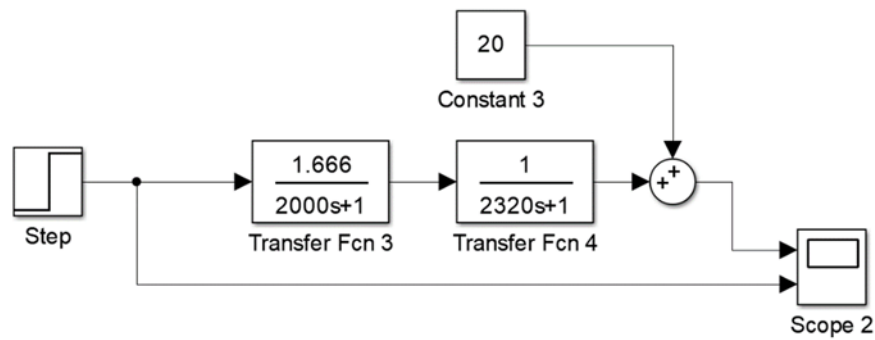 20
Constant 3
Step
1.666
2000s+1
Transfer Fcn 3
1
2320s+1
Transfer Fcn 4
+
+
Scope 2